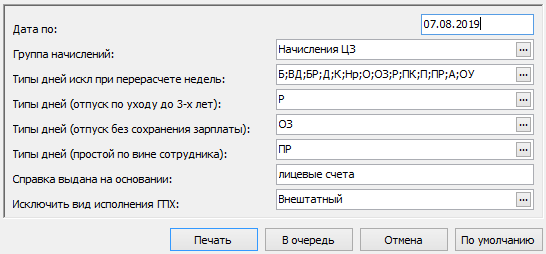 Дата по: 07.08.2019
Группа начислений: Начисления ЦЗ ...
Типы дней искл при перерасчете недель: Б;ВД;БР;Д;К;Нр;О;ОЗ;Р;ПК;П;ПР;А;ОУ ...
Типы дней (отпуск по уходу до 3-х лет): Р ...
Типы дней (отпуск без сохранения зарплаты): ОЗ ...
Типы дней (простой по вине сотрудника): ПР ...
Справка выдана на основании: лицевые счета
Исключить вид исполнения ГПХ: Внештатный ...
Печать В очередь Отмена По умолчанию